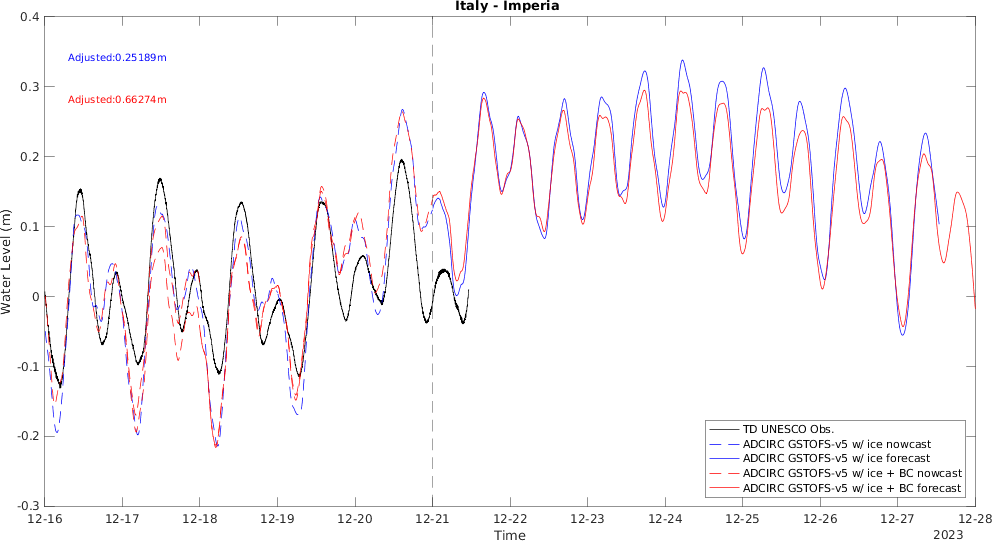 Italy - Imperia
Adjusted:0.25189m
Adjusted:0.66274m
Water Level (m)
0.4
0.3
0.2
0.1
0
-0.1
-0.2
-0.3
TD UNESCO Obs.
ADCIRC GSTOFS-v5 w/ ice nowcast
ADCIRC GSTOFS-v5 w/ ice forecast
ADCIRC GSTOFS-v5 w/ ice + BC nowcast
ADCIRC GSTOFS-v5 w/ ice + BC forecast
12-16 12-17 12-18 12-19 12-20 12-21 12-22 12-23 12-24 12-25 12-26 12-27 12-28
Time
2023